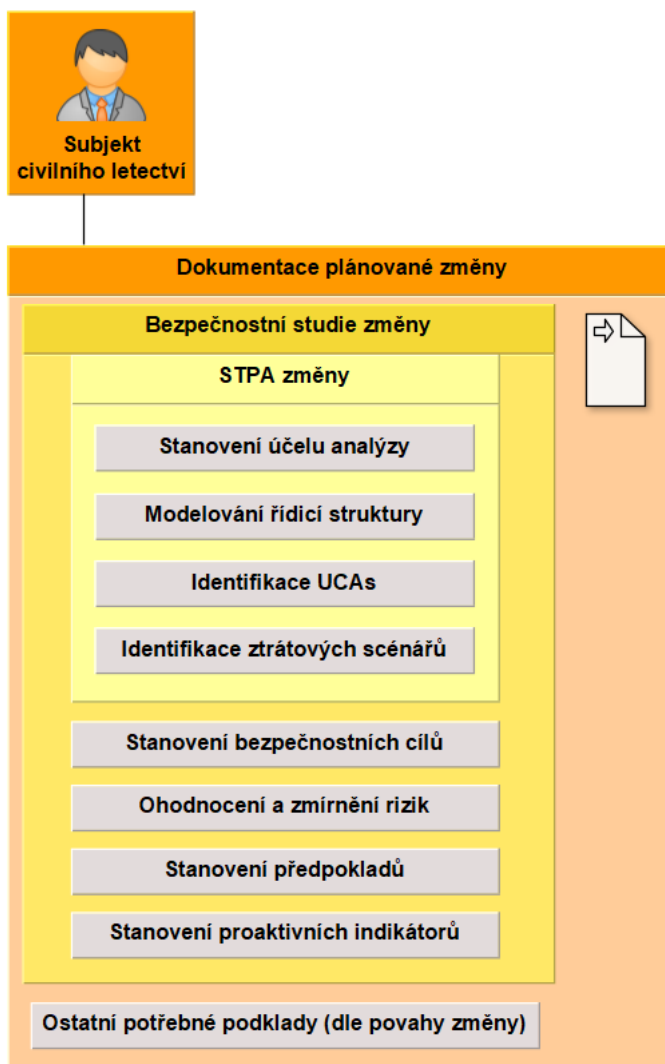 Subjekt
civilního letectví
Dokumentace plánované změny
Bezpečnostní studie změny
STPA změny
Stanovení účelu analýzy
Modelování řídicí struktury
Identifikace UCAs
Identifikace ztrátových scénářů
Stanovení bezpečnostních cílů
Ohodnocení a zmírnění rizik
Stanovení předpokladů
Stanovení proaktivních indikátorů
Ostatní potřebné podklady (dle povahy změny)